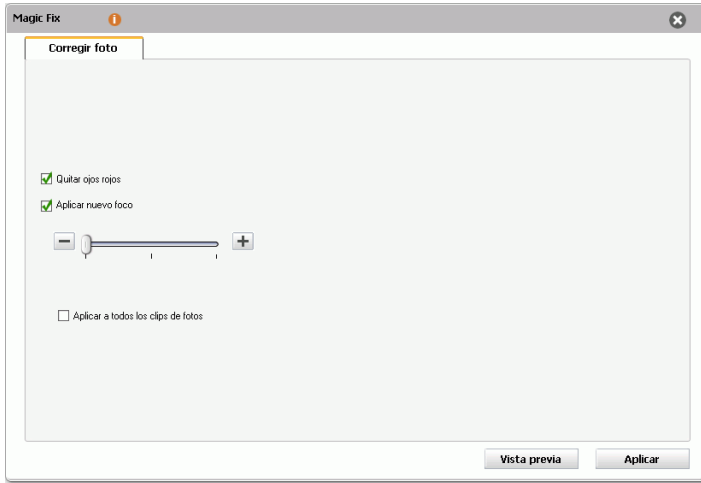 Magic Fix
Corregir foto
Quitar ojos rojos
Aplicar nuevo foco
Aplicar a todos los clips de fotos
Vista previa
Aplicar